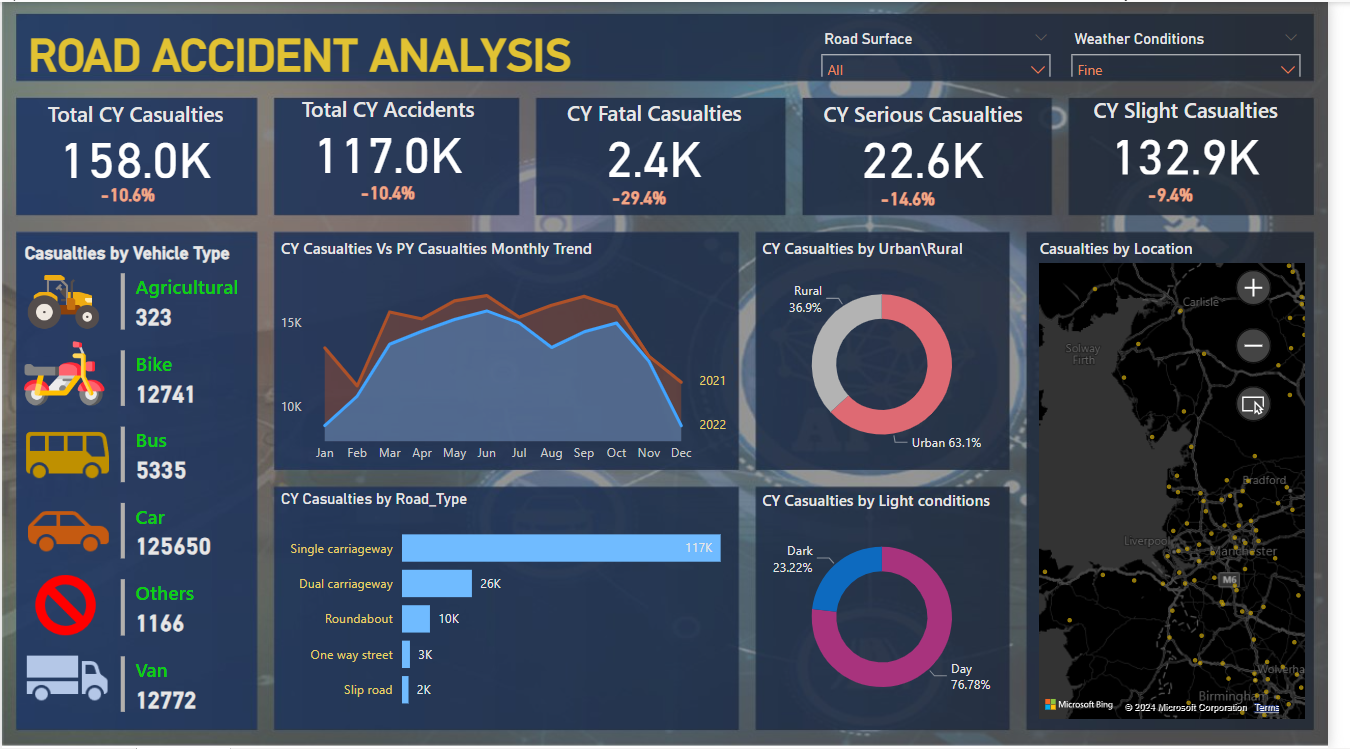 ROAD ACCIDENT ANALYSIS
Road Surface
All
Weather Conditions
Fine
Total CY Casualties
158.0K
-10.6%
Total CY Accidents
117.0K
-10.4%
CY Fatal Casualties
2.4K
-29.4%
CY Serious Casualties
22.6K
-14.6%
CY Slight Casualties
132.9K
-9.4%
Casualties by Vehicle Type
Agricultural
323
Bike
12741
Bus
5335
Car
125650
Others
1166
Van
12772
CY Casualties Vs PY Casualties Monthly Trend
15K
10K
2021
2022
Jan Feb Mar Apr May Jun Jul Aug Sep Oct Nov Dec
CY Casualties by Road_Type
Single carriageway 117K
Dual carriageway 26K
Roundabout 10K
One way street 3K
Slip road 2K
CY Casualties by Urban\Rural
Rural
36.9%
Urban 63.1%
CY Casualties by Light conditions
Dark
23.22%
Day
76.78%
Casualties by Location
Carlisle
Solway
Firth
Bradford
Liverpool
Manchester
M6
Wolverha
Birmingham
Microsoft Bing
© 2024 Microsoft Corporation Terms